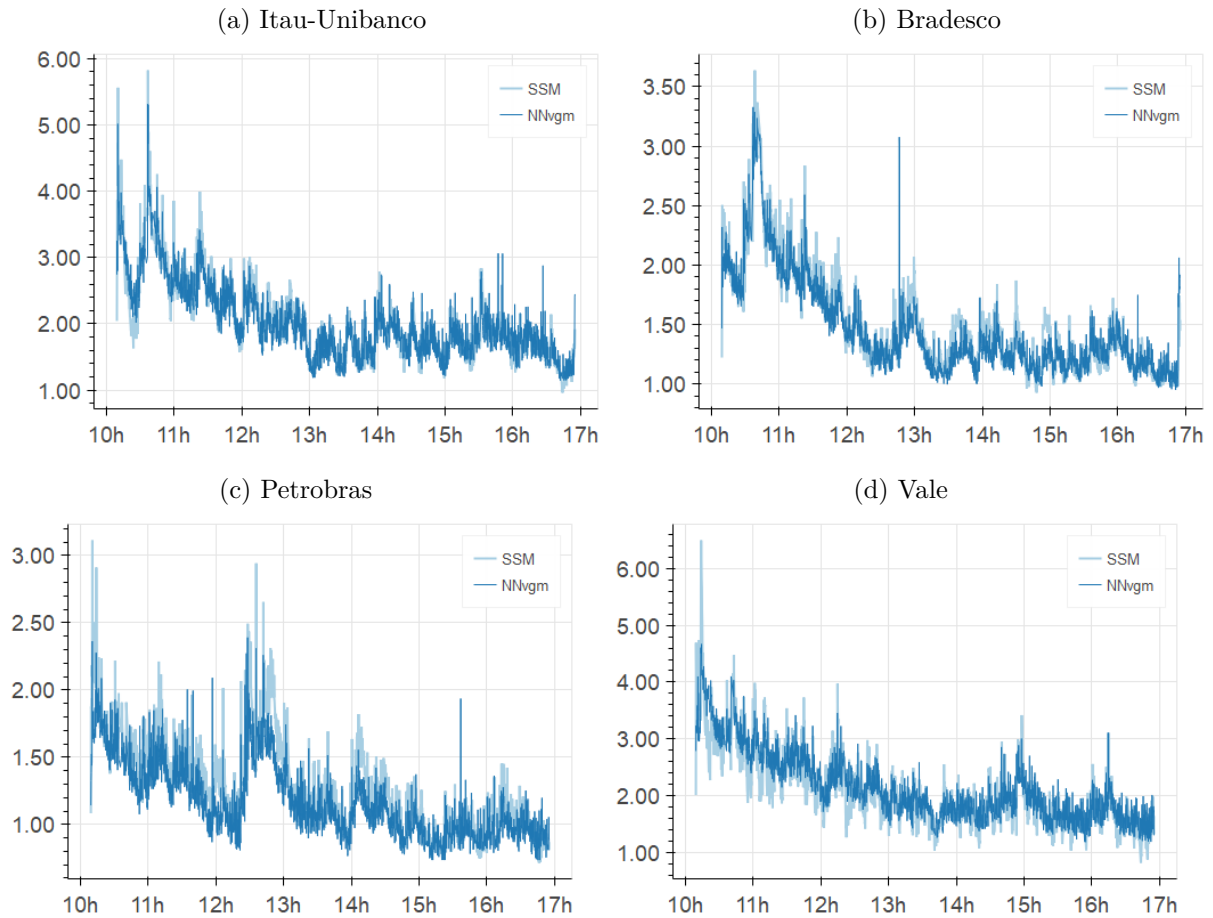 (a) Itau-Unibanco
6.00
5.00
4.00
3.00
2.00
1.00
SSM
NNvgm
10h 11h 12h 13h 14h 15h 16h 17h
(b) Bradesco
3.50
3.00
2.50
2.00
1.50
1.00
SSM
NNvgm
10h 11h 12h 13h 14h 15h 16h 17h
(c) Petrobras
3.00
2.50
2.00
1.50
1.00
SSM
NNvgm
10h 11h 12h 13h 14h 15h 16h 17h
(d) Vale
6.00
5.00
4.00
3.00
2.00
1.00
SSM
NNvgm
10h 11h 12h 13h 14h 15h 16h 17h